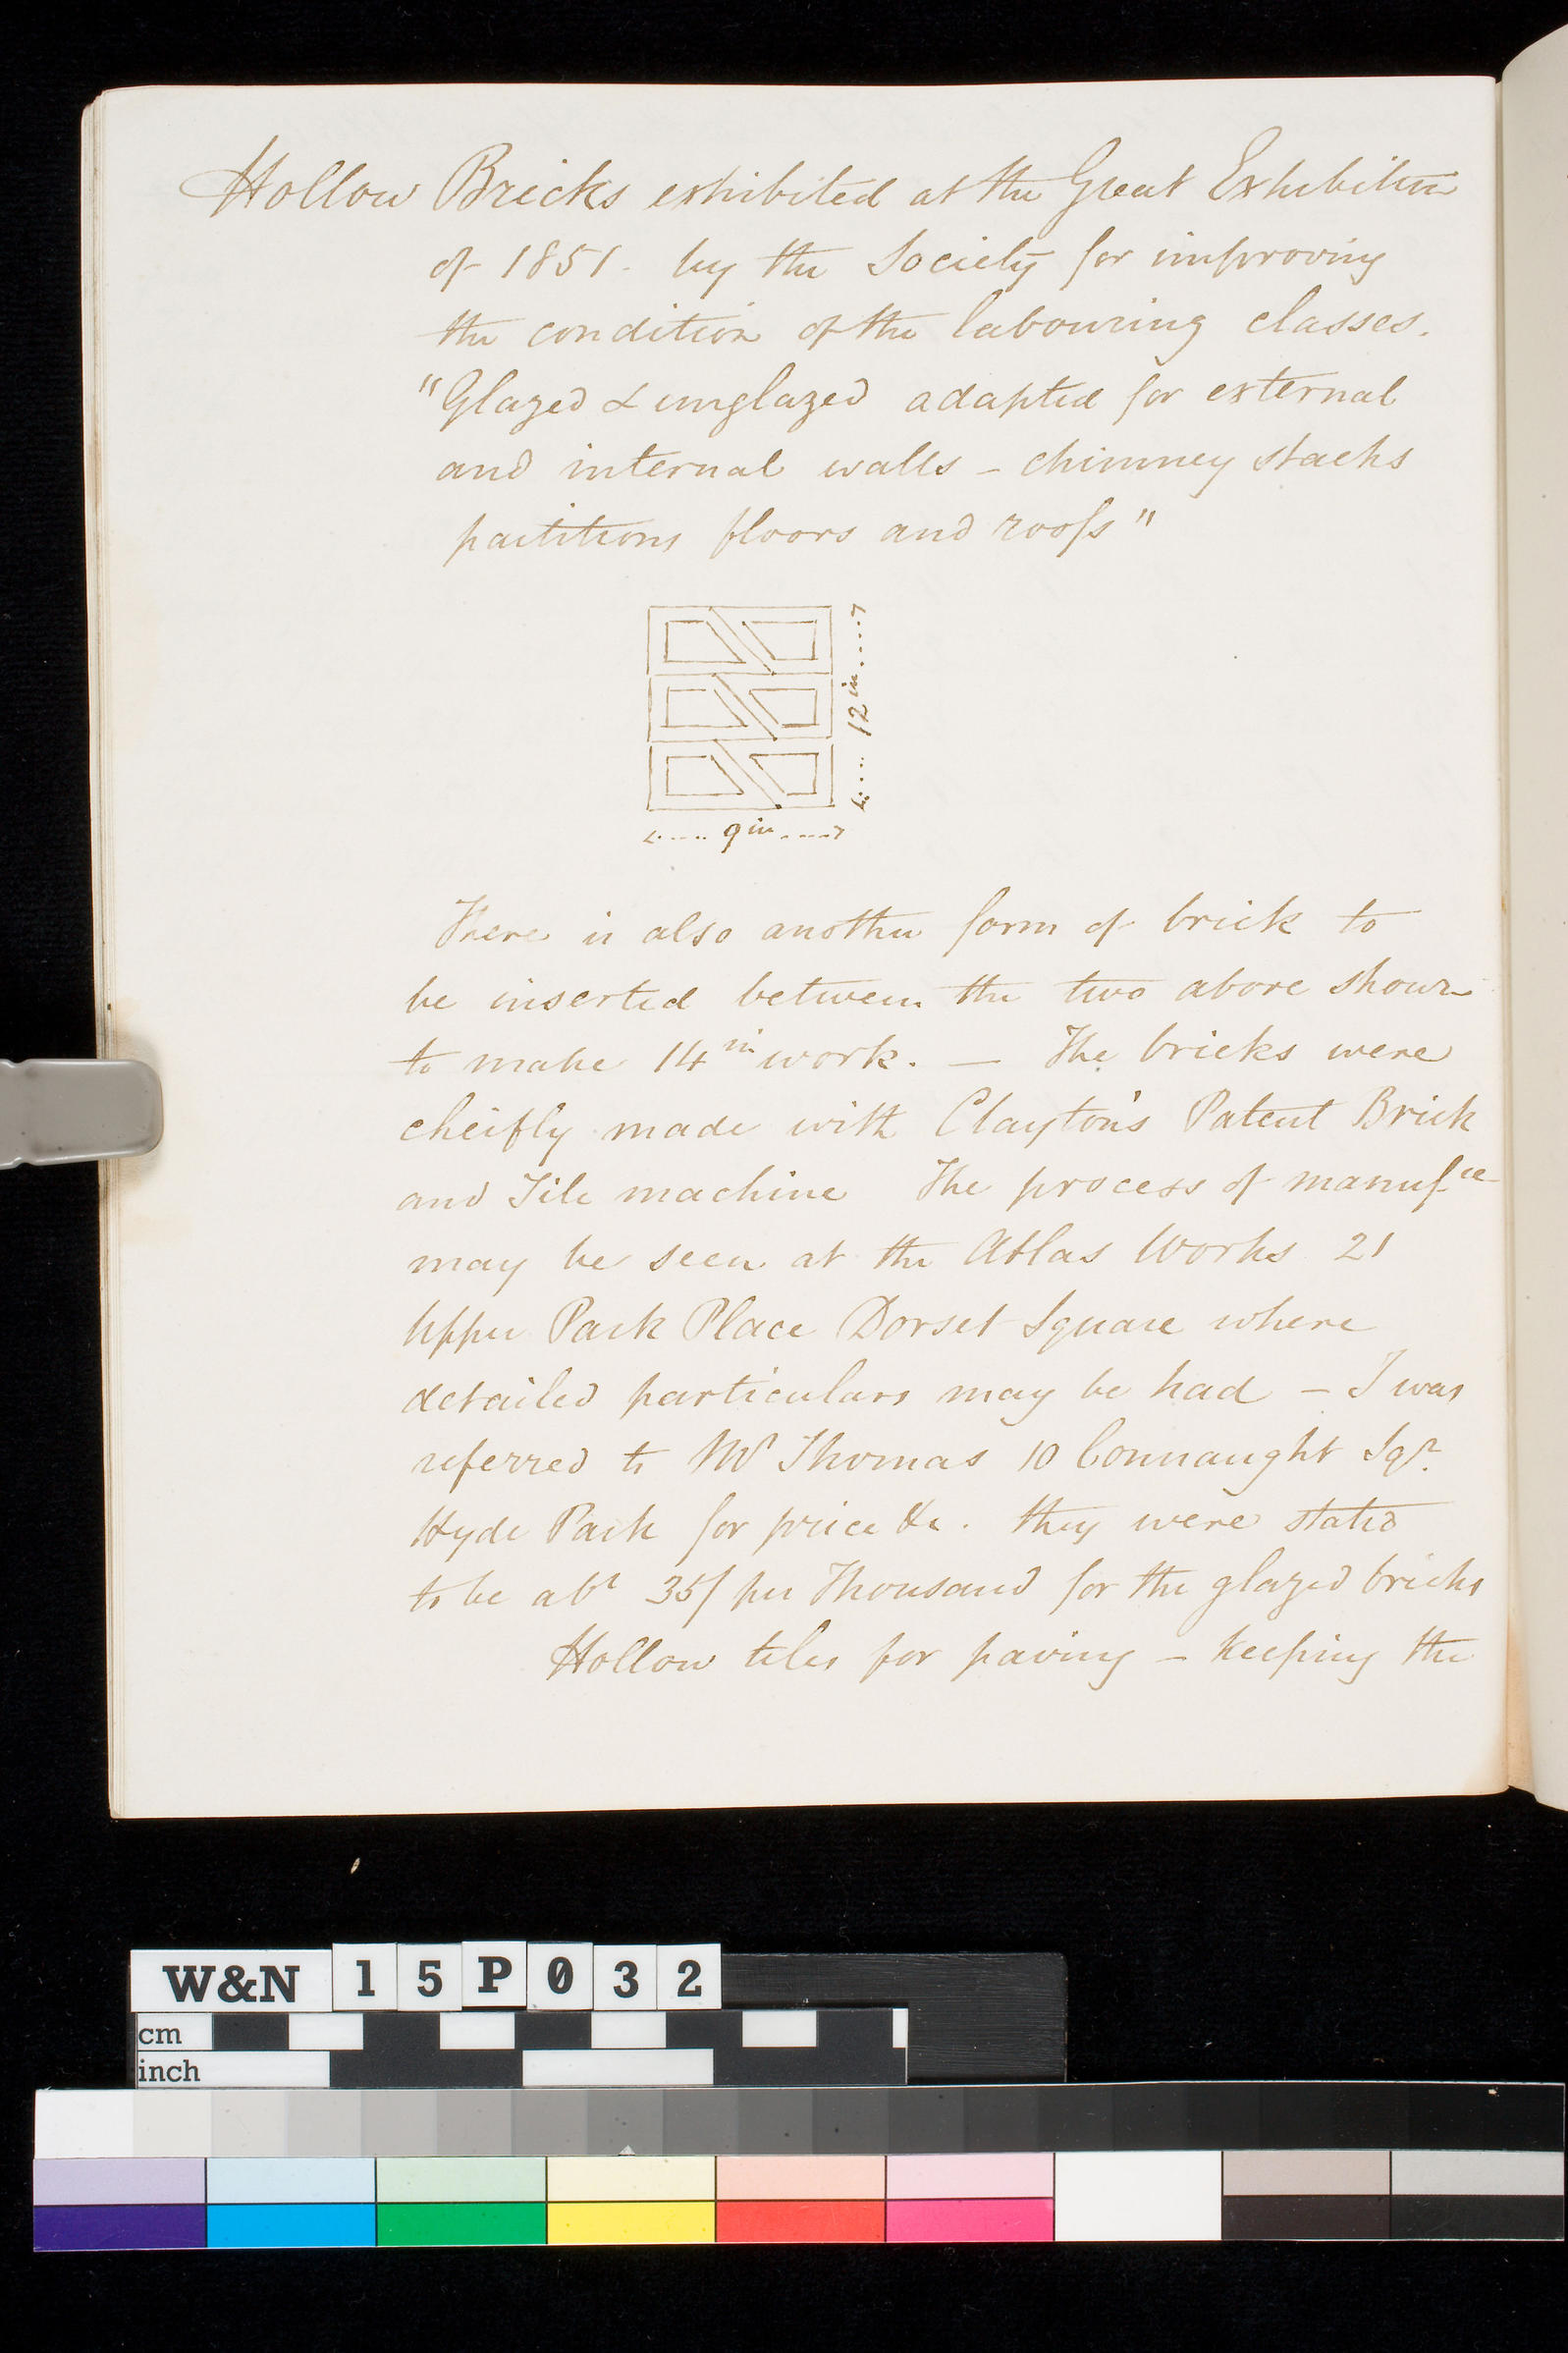 Hollow Bricks exhibited at the Great Exhibition
of 1851. by the Society for improving
the condition of the labouring classes.
"Glazed & unglazed adapted for external
and internal walls – chimney stacks
partitions floors and roofs"
12 in
9 in
There is also another form of brick to
be inserted between the two above shown
to make 14 in work. — The bricks were
cheifly made with Clayton's Patent Brick
and Tile machine The process of manufre
may be seen at the Atlas Works 21
Upper Park Place Dorset Square where
detailed particulars may be had – I was
referred to Mr Thomas 10 Connaught Sqr.
Hyde Park for price &c. they were stated
to be abt 35/ per Thousand for the glazed bricks
Hollow tiles for paving – keeping the
W&N 15P032
cm
inch